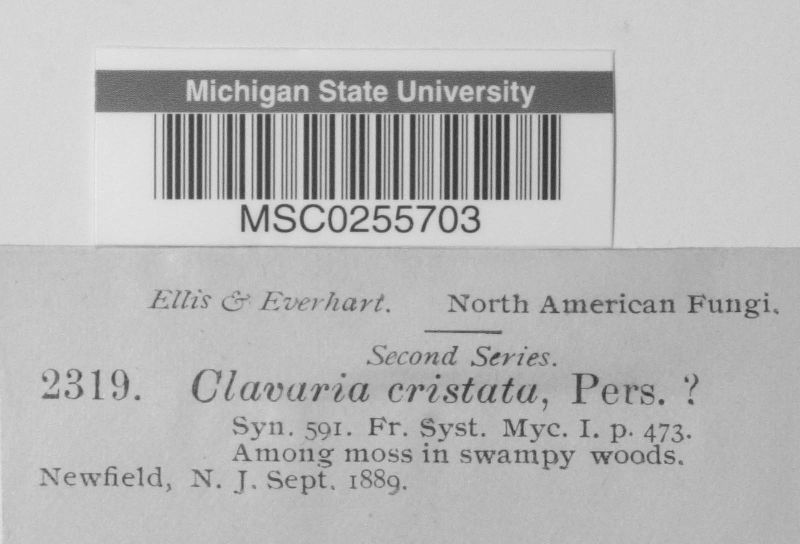 Michigan State University
MSC0255703
Ellis & Everhart. North American Fungi.
Second Series.
2319. Clavaria cristata, Pers. ?
Syn. 591. Fr. Syst. Myc. I. p. 473.
Among moss in swampy woods.
Newfield, N. J. Sept. 1889.